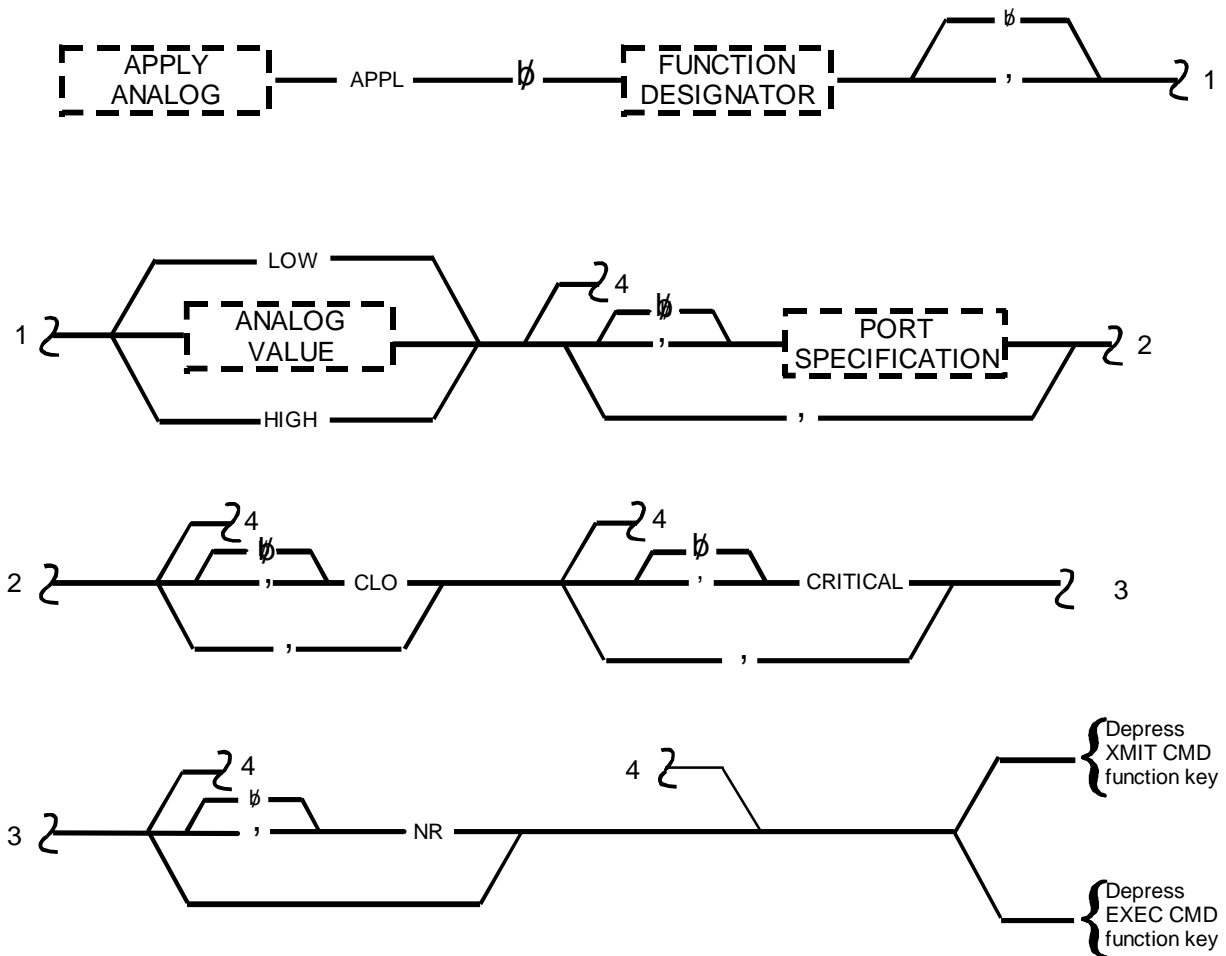 ƀ
APPLY
ANALOG
APPL
ƀ
FUNCTION
DESIGNATOR
,
1
LOW
4
1
ANALOG
VALUE
ƀ
,
PORT
SPECIFICATION
2
HIGH
,
4
4
ƀ
ƀ
2
,
CLO
,
CRITICAL
3
,
,
4
4
ƀ
3
,
NR
Depress
XMIT CMD
function key
Depress
EXEC CMD
function key